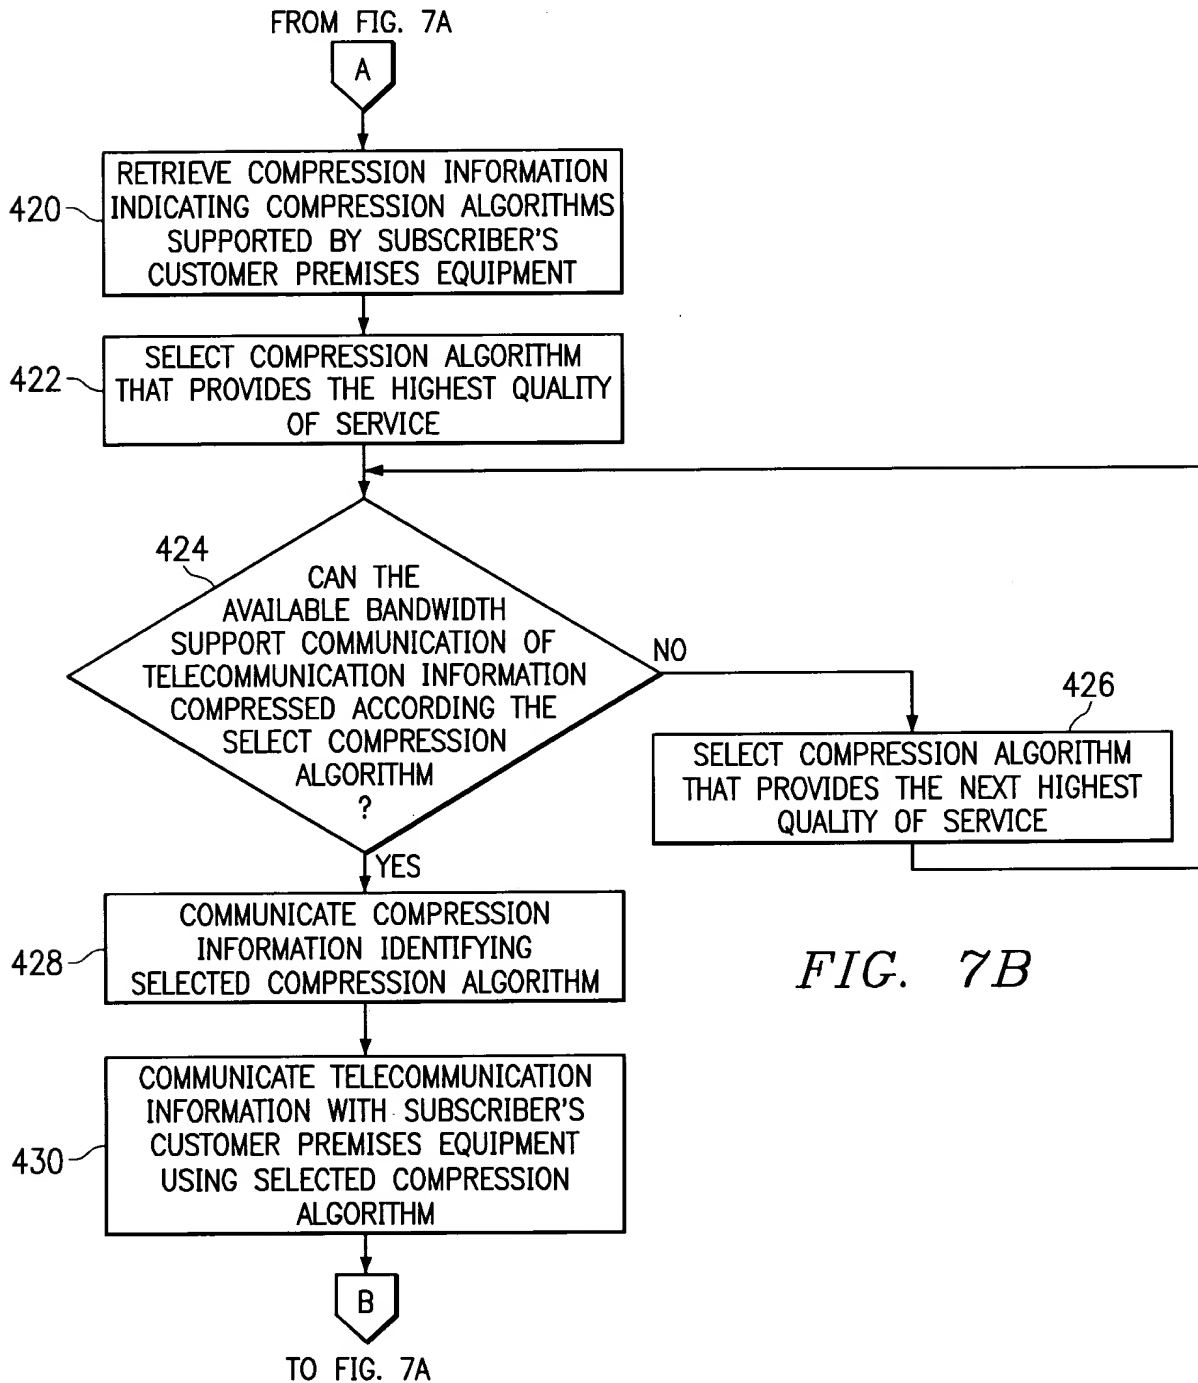 FROM FIG. 7A
A
420
RETRIEVE COMPRESSION INFORMATION
INDICATING COMPRESSION ALGORITHMS
SUPPORTED BY SUBSCRIBER'S
CUSTOMER PREMISES EQUIPMENT
422
SELECT COMPRESSION ALGORITHM
THAT PROVIDES THE HIGHEST QUALITY
OF SERVICE
424
CAN THE
AVAILABLE BANDWIDTH
SUPPORT COMMUNICATION OF
TELECOMMUNICATION INFORMATION
COMPRESSED ACCORDING THE
SELECT COMPRESSION
ALGORITHM
?
NO
426
SELECT COMPRESSION ALGORITHM
THAT PROVIDES THE NEXT HIGHEST
QUALITY OF SERVICE
YES
428
COMMUNICATE COMPRESSION
INFORMATION IDENTIFYING
SELECTED COMPRESSION ALGORITHM
FIG. 7B
430
COMMUNICATE TELECOMMUNICATION
INFORMATION WITH SUBSCRIBER'S
CUSTOMER PREMISES EQUIPMENT
USING SELECTED COMPRESSION
ALGORITHM
B
TO FIG. 7A